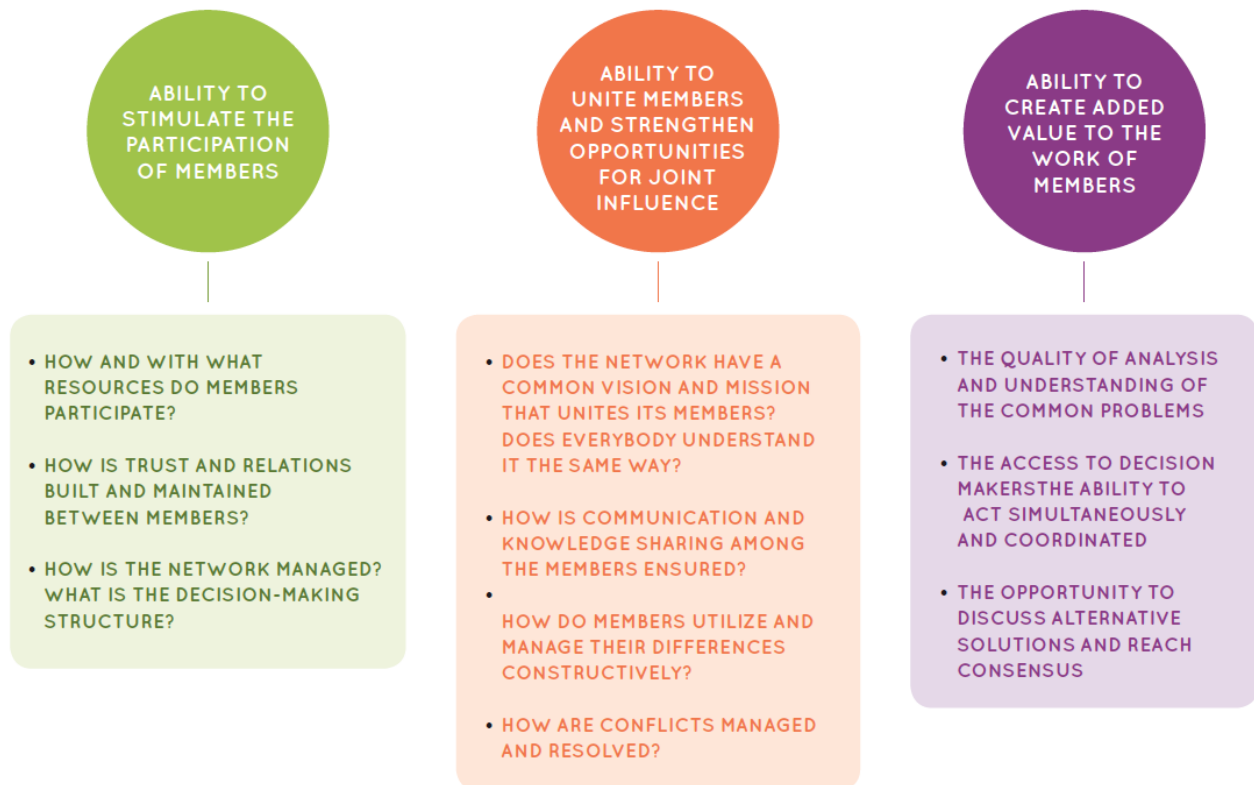 ABILITY TO
STIMULATE THE
PARTICIPATION
OF MEMBERS
• HOW AND WITH WHAT
RESOURCES DO MEMBERS
PARTICIPATE?
• HOW IS TRUST AND RELATIONS
BUILT AND MAINTAINED
BETWEEN MEMBERS?
• HOW IS THE NETWORK MANAGED?
WHAT IS THE DECISION-MAKING
STRUCTURE?
ABILITY TO
UNITE MEMBERS
AND STRENGTHEN
OPPORTUNITIES
FOR JOINT
INFLUENCE
• DOES THE NETWORK HAVE A
COMMON VISION AND MISSION
THAT UNITES ITS MEMBERS?
DOES EVERYBODY UNDERSTAND
IT THE SAME WAY?
• HOW IS COMMUNICATION AND
KNOWLEDGE SHARING AMONG
THE MEMBERS ENSURED?
•
HOW DO MEMBERS UTILIZE AND
MANAGE THEIR DIFFERENCES
CONSTRUCTIVELY?
• HOW ARE CONFLICTS MANAGED
AND RESOLVED?
ABILITY TO
CREATE ADDED
VALUE TO THE
WORK OF
MEMBERS
• THE QUALITY OF ANALYSIS
AND UNDERSTANDING OF
THE COMMON PROBLEMS
• THE ACCESS TO DECISION
MAKERSTHE ABILITY TO
ACT SIMULTANEOUSLY
AND COORDINATED
• THE OPPORTUNITY TO
DISCUSS ALTERNATIVE
SOLUTIONS AND REACH
CONSENSUS